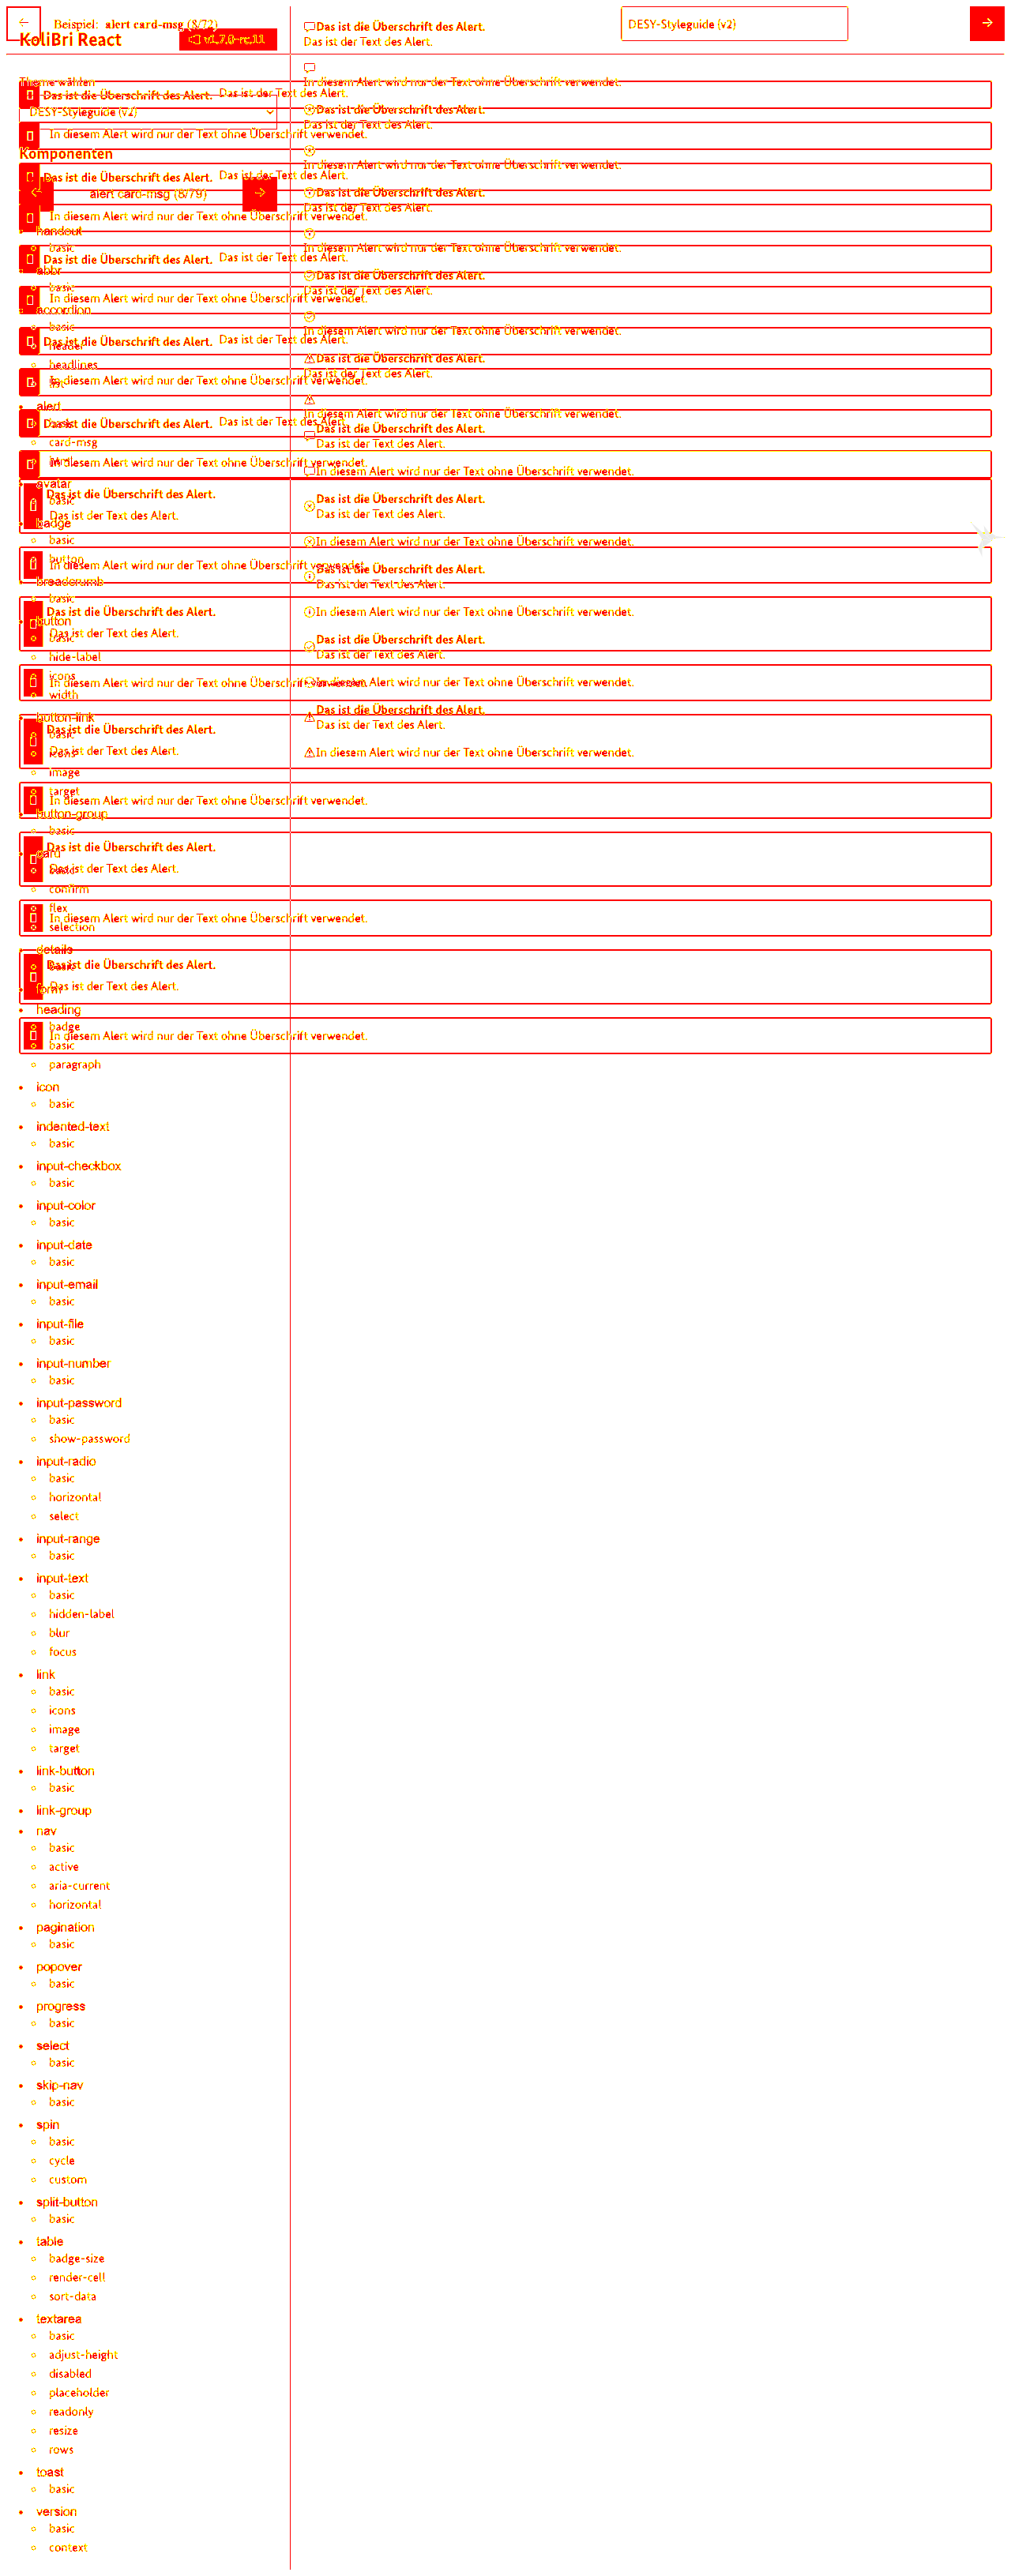 Beispiel: alert card-msg (8/72)
KoliBri React
v1.7.0-rc.11
DESY-Styleguide (v2)
Theme wählen
DESY-Styleguide (v2)
Komponenten
alert card-msg (8/79)
handout
basic
abbr
basic
accordion
basic
header
headlines
list
alert
basic
card-msg
html
avatar
basic
badge
basic
button
breadcrumb
basic
button
basic
hide-label
icons
width
button-link
basic
icons
image
target
button-group
basic
card
basic
confirm
flex
selection
details
basic
form
heading
badge
basic
paragraph
icon
basic
indented-text
basic
input-checkbox
basic
input-color
basic
input-date
basic
input-email
basic
input-file
basic
input-number
basic
input-password
basic
show-password
input-radio
basic
horizontal
select
input-range
basic
input-text
basic
hidden-label
blur
focus
link
basic
icons
image
target
link-button
basic
link-group
nav
basic
active
aria-current
horizontal
pagination
basic
popover
basic
progress
basic
select
basic
skip-nav
basic
spin
basic
cycle
custom
split-button
basic
table
badge-size
render-cell
sort-data
textarea
basic
adjust-height
disabled
placeholder
readonly
resize
rows
toast
basic
version
basic
context
Das ist die Überschrift des Alert. Das ist der Text des Alert.
In diesem Alert wird nur der Text ohne Überschrift verwendet.
Das ist die Überschrift des Alert. Das ist der Text des Alert.
In diesem Alert wird nur der Text ohne Überschrift verwendet.
Das ist die Überschrift des Alert. Das ist der Text des Alert.
In diesem Alert wird nur der Text ohne Überschrift verwendet.
Das ist die Überschrift des Alert. Das ist der Text des Alert.
In diesem Alert wird nur der Text ohne Überschrift verwendet.
Das ist die Überschrift des Alert. Das ist der Text des Alert.
In diesem Alert wird nur der Text ohne Überschrift verwendet.
Das ist die Überschrift des Alert.
Das ist der Text des Alert.
In diesem Alert wird nur der Text ohne Überschrift verwendet.
Das ist die Überschrift des Alert.
Das ist der Text des Alert.
In diesem Alert wird nur der Text ohne Überschrift verwendet.
Das ist die Überschrift des Alert.
Das ist der Text des Alert.
In diesem Alert wird nur der Text ohne Überschrift verwendet.
Das ist die Überschrift des Alert.
Das ist der Text des Alert.
In diesem Alert wird nur der Text ohne Überschrift verwendet.
Das ist die Überschrift des Alert.
Das ist der Text des Alert.
In diesem Alert wird nur der Text ohne Überschrift verwendet.
Das ist die Überschrift des Alert.
Das ist der Text des Alert.
In diesem Alert wird nur der Text ohne Überschrift verwendet.
Das ist die Überschrift des Alert.
Das ist der Text des Alert.
In diesem Alert wird nur der Text ohne Überschrift verwendet.
Das ist die Überschrift des Alert.
Das ist der Text des Alert.
In diesem Alert wird nur der Text ohne Überschrift verwendet.
Das ist die Überschrift des Alert.
Das ist der Text des Alert.
In diesem Alert wird nur der Text ohne Überschrift verwendet.
Das ist die Überschrift des Alert.
Das ist der Text des Alert.
In diesem Alert wird nur der Text ohne Überschrift verwendet.
Das ist die Überschrift des Alert.
Das ist der Text des Alert.
In diesem Alert wird nur der Text ohne Überschrift verwendet.
Das ist die Überschrift des Alert.
Das ist der Text des Alert.
In diesem Alert wird nur der Text ohne Überschrift verwendet.
Das ist die Überschrift des Alert.
Das ist der Text des Alert.
In diesem Alert wird nur der Text ohne Überschrift verwendet.
Das ist die Überschrift des Alert.
Das ist der Text des Alert.
In diesem Alert wird nur der Text ohne Überschrift verwendet.
Das ist die Überschrift des Alert.
Das ist der Text des Alert.
In diesem Alert wird nur der Text ohne Überschrift verwendet.